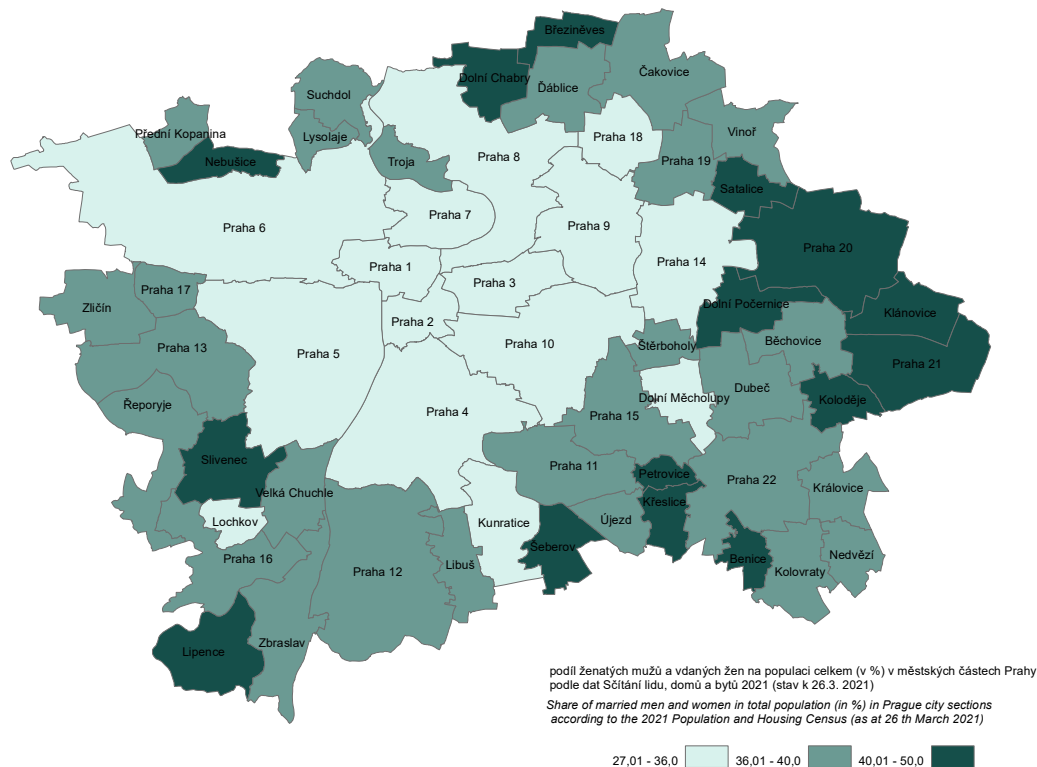 Březiněves
Dolní Chabry
Ďáblice
Čakovice
Suchdol
Přední Kopanina
Lysolaje
Nebušice
Troja
Praha 8
Praha 18
Vinoř
Praha 19
Satalice
Praha 6
Praha 7
Praha 9
Praha 20
Praha 1
Praha 14
Praha 3
Praha 17
Zličín
Dolní Počernice
Klánovice
Praha 2
Praha 13
Praha 5
Praha 10
Štěrboholy
Běchovice
Praha 21
Dubeč
Řeporyje
Praha 4
Praha 15
Dolní Měcholupy
Koloděje
Slivenec
Praha 11
Petrovice
Praha 22
Královice
Velká Chuchle
Křeslice
Lochkov
Kunratice
Újezd
Šeberov
Praha 16
Praha 12
Libuš
Benice
Kolovraty
Nedvězí
Zbraslav
Lipence
podíl ženatých mužů a vdaných žen na populaci celkem (v %) v městských částech Prahy
podle dat Sčítání lidu, domů a bytů 2021 (stav k 26.3. 2021)
Share of married men and women in total population (in %) in Prague city sections
according to the 2021 Population and Housing Census (as at 26 th March 2021)
27,01 - 36,0 36,01 - 40,0 40,01 - 50,0